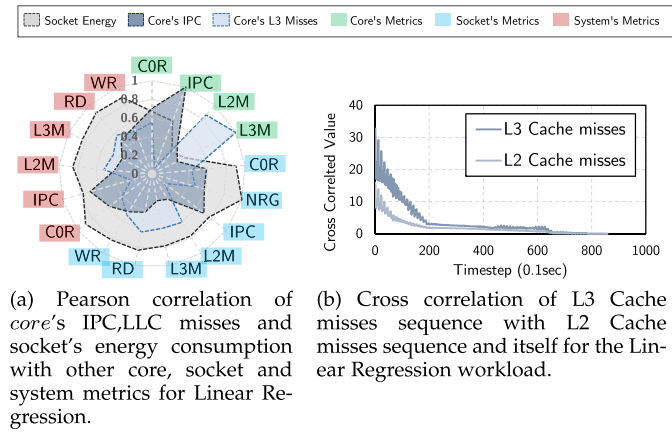 Socket Energy Core's IPC Core's L3 Misses Core's Metrics Socket's Metrics System's Metrics
C0R
WR IPC
RD L2M
L3M L3M
L2M C0R
IPC NRG
C0R IPC
WR L2M
RD L3M
1
0.8
0.6
0.4
0.2
0
Cross Correlted Value
40
30
20
10
0
L3 Cache misses
L2 Cache misses
0 200 400 600 800 1000
Timestep (0.1sec)
(a) Pearson correlation of
core's IPC,LLC misses and
socket's energy consumption
with other core, socket and
system metrics for Linear Re-
gression.
(b) Cross correlation of L3 Cache
misses sequence with L2 Cache
misses sequence and itself for the Lin-
ear Regression workload.